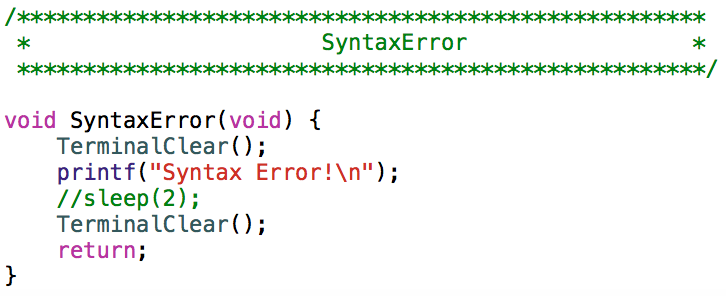 /****************************************************
 *                      SyntaxError                 *
 ****************************************************/
void SyntaxError(void) {
    TerminalClear();
    printf("Syntax Error!\n");
    //sleep(2);
    TerminalClear();
    return;
}